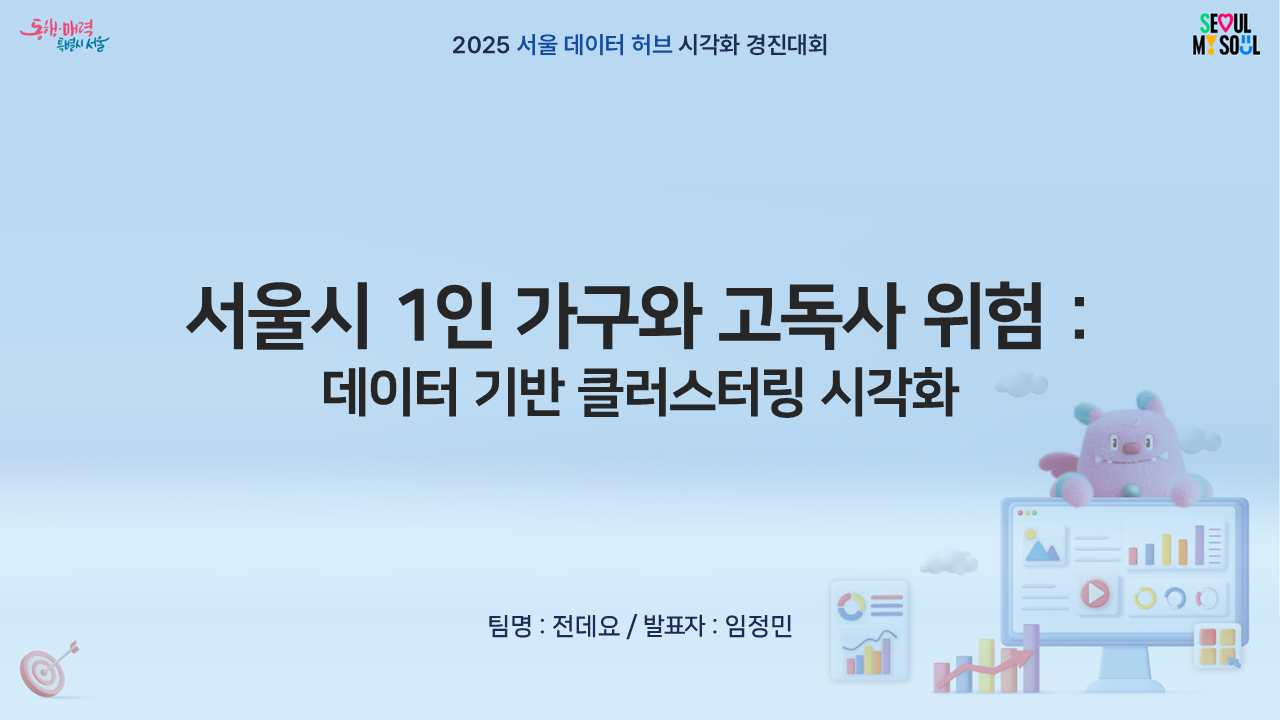 동행·매력
특별시 서울
2025 서울 데이터 허브 시각화 경진대회
SEOUL
MY SOUL
서울시 1인 가구와 고독사 위험 :
데이터 기반 클러스터링 시각화
팀명 : 전데요 / 발표자 : 임정민